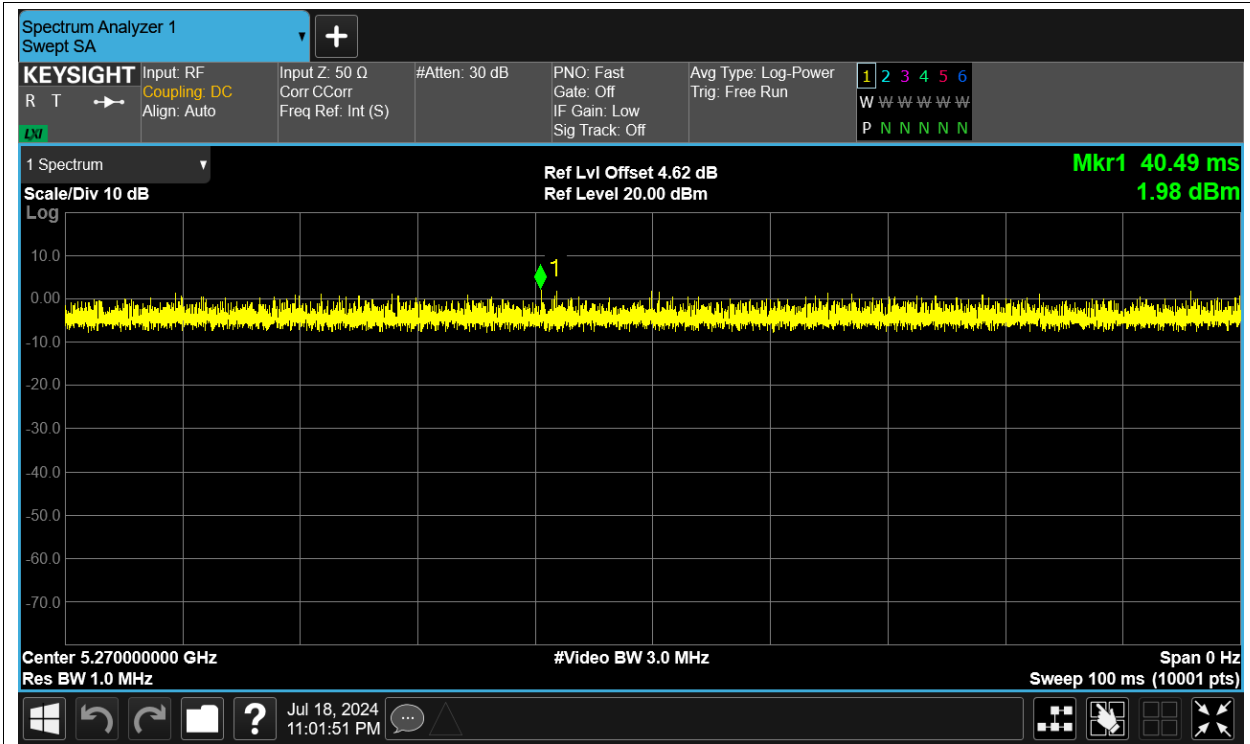 Spectrum Analyzer 1
Swept SA
KEYSIGHT
R T
LXI
Input: RF
Coupling: DC
Align: Auto
Input Z: 50 Ω
Corr CCorr
Freq Ref: Int (S)
#Atten: 30 dB
PNO: Fast
Gate: Off
IF Gain: Low
Sig Track: Off
Avg Type: Log-Power
Trig: Free Run
1 2 3 4 5 6
W W W W W W
P N N N N N
1 Spectrum
Scale/Div 10 dB
Log
Ref Lvl Offset 4.62 dB
Ref Level 20.00 dBm
Mkr1 40.49 ms
1.98 dBm
10.0
1
0.00
-10.0
-20.0
-30.0
-40.0
-50.0
-60.0
-70.0
Center 5.270000000 GHz
Res BW 1.0 MHz
#Video BW 3.0 MHz
Span 0 Hz
Sweep 100 ms (10001 pts)
?
Jul 18, 2024
11:01:51 PM